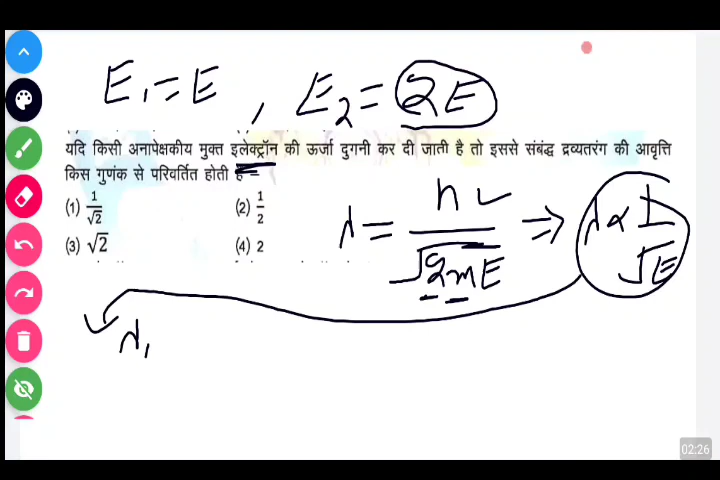 E₁ = E , E₂ = 2E
यदि किसी अनापेक्षकीय मुक्त इलेक्ट्रॉन की ऊर्जा दुगनी कर दी जाती है तो इससे संबंद्ध द्रव्यतरंग की आवृत्ति
किस गुणंक से परिवर्तित होती है –
(1) 1/√2 (2) 1/2
(3) √2 (4) 2
λ = h/√2mE ⇒ λ ∝ 1/√E
λ₁
02:26